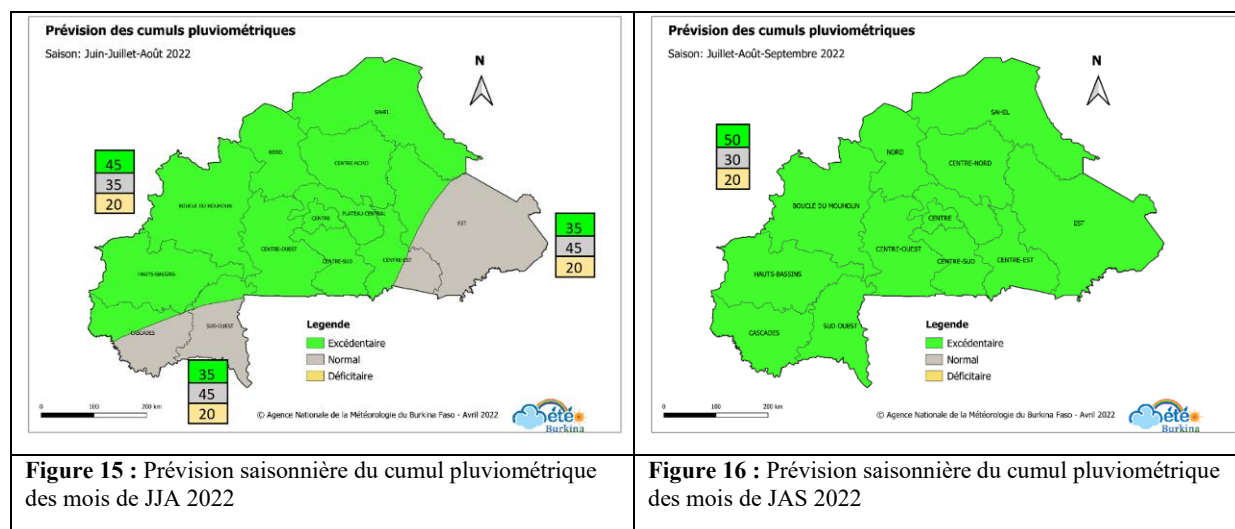 Prévision des cumuls pluviométriques
Saison: Juin-Juillet-Août 2022
N
SAHEL
NORD
CENTRE-NORD
45
35
20
BOUCLE DU MOUHOUN
CENTRE
PLATEAU-CENTRAL
EST
35
45
20
CENTRE-OUEST
CENTRE-SUD
CENTRE-EST
HAUTS-BASSINS
CASCADES
SUD-OUEST
Legende
Excédentaire
Normal
Déficitaire
35
45
20
0 100 200 km
© Agence Nationale de la Météorologie du Burkina Faso - Avril 2022
Météo
Burkina
Figure 15 : Prévision saisonnière du cumul pluviométrique
des mois de JJA 2022
Prévision des cumuls pluviométriques
Saison: Juillet-Août-Septembre 2022
N
SAHEL
50
30
20
NORD
CENTRE-NORD
BOUCLE DU MOUHOUN
CENTRE
EST
CENTRE-OUEST
CENTRE-SUD
CENTRE-EST
HAUTS-BASSINS
CASCADES
SUD-OUEST
Legende
Excédentaire
Normal
Déficitaire
0 100 200 km
© Agence Nationale de la Météorologie du Burkina Faso - Avril 2022
Météo
Burkina
Figure 16 : Prévision saisonnière du cumul pluviométrique
des mois de JAS 2022